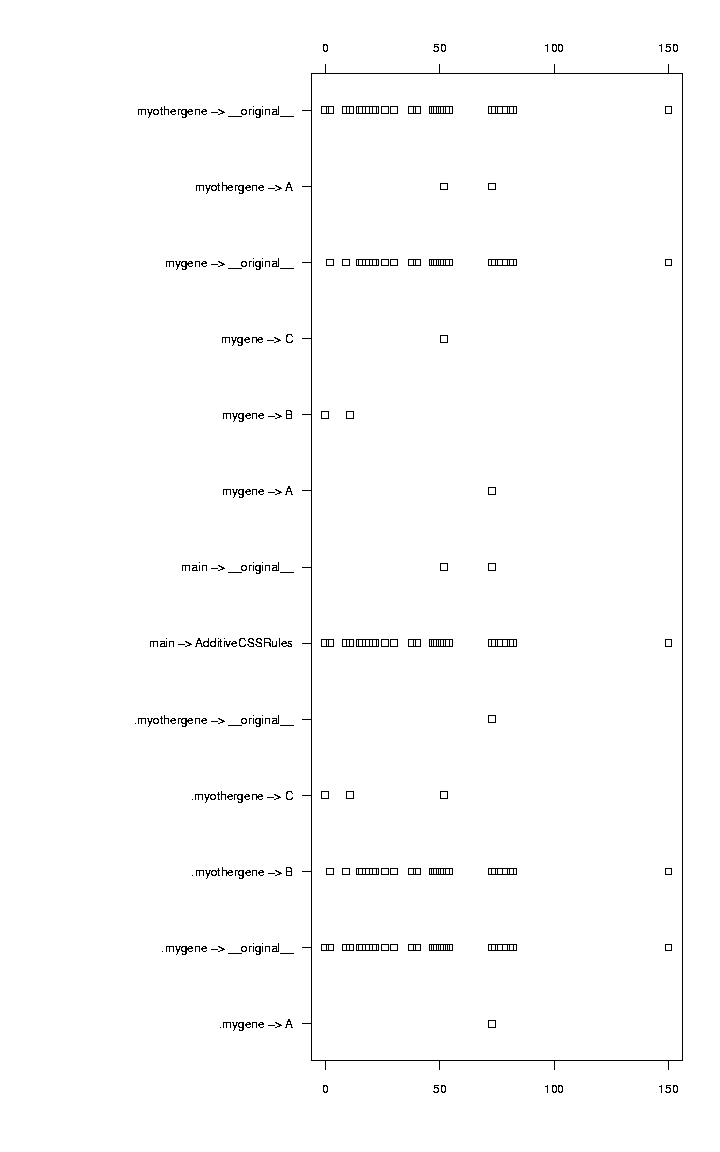 0 50 100 150
myothergene −> __original__
myothergene −> A
mygene −> __original__
mygene −> C
mygene −> B
mygene −> A
main −> __original__
main −> AdditiveCSSRules
.myothergene −> __original__
.myothergene −> C
.myothergene −> B
.mygene −> __original__
.mygene −> A
0 50 100 150